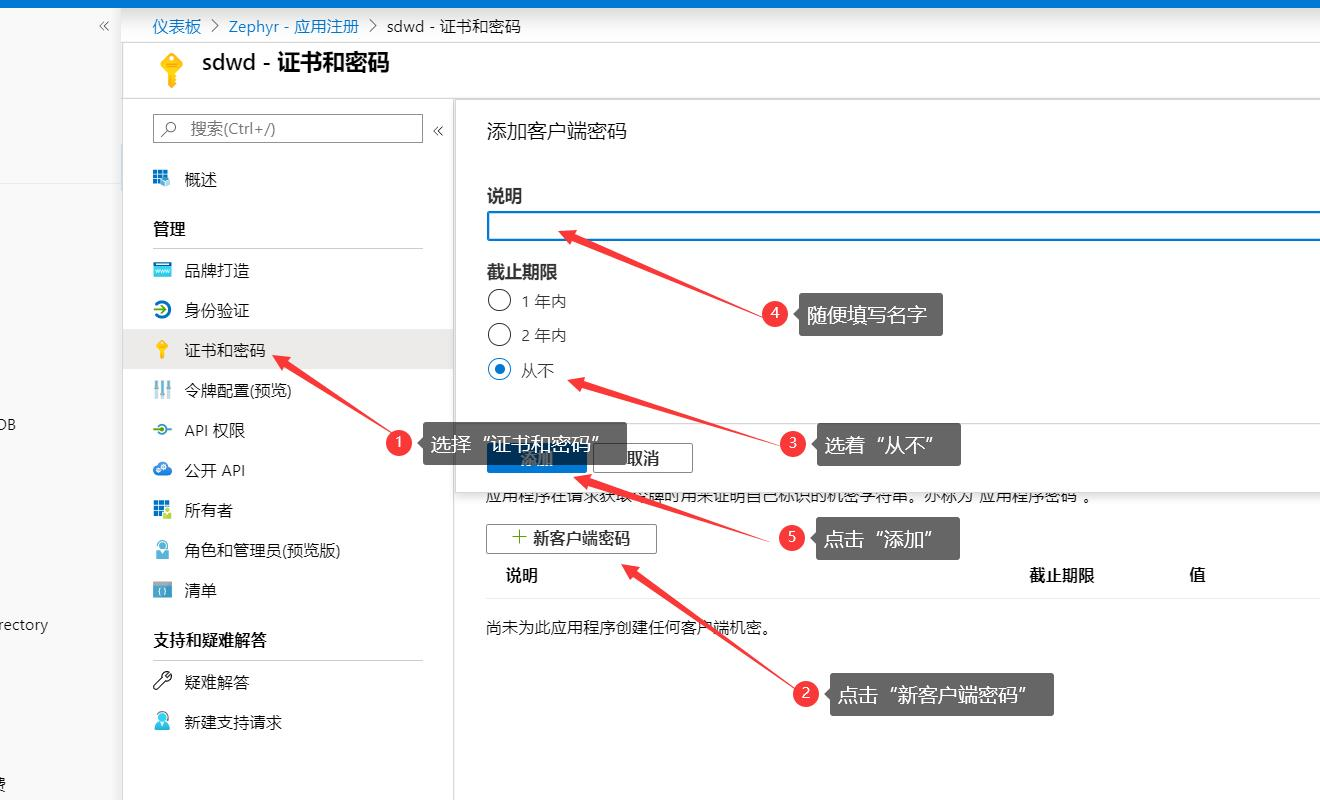 仪表板 > Zephyr - 应用注册 > sdwd - 证书和密码
sdwd - 证书和密码
搜索(Ctrl+/)
概述
管理
品牌打造
身份验证
证书和密码
令牌配置(预览)
API 权限
公开 API
所有者
角色和管理员(预览版)
清单
支持和疑难解答
疑难解答
新建支持请求
OB
rectory
费
添加客户端密码
说明
截止期限
1 年内
2 年内
从不
添加
取消
应用程序在请求获取令牌时用来证明自己标识的机密字符串。亦称为“应用程序密码”。
新客户端密码
说明 截止期限 值
尚未为此应用程序创建任何客户端机密。
4 随便填写名字
1 选择“证书和密码”
3 选着“从不”
5 点击“添加”
2 点击“新客户端密码”